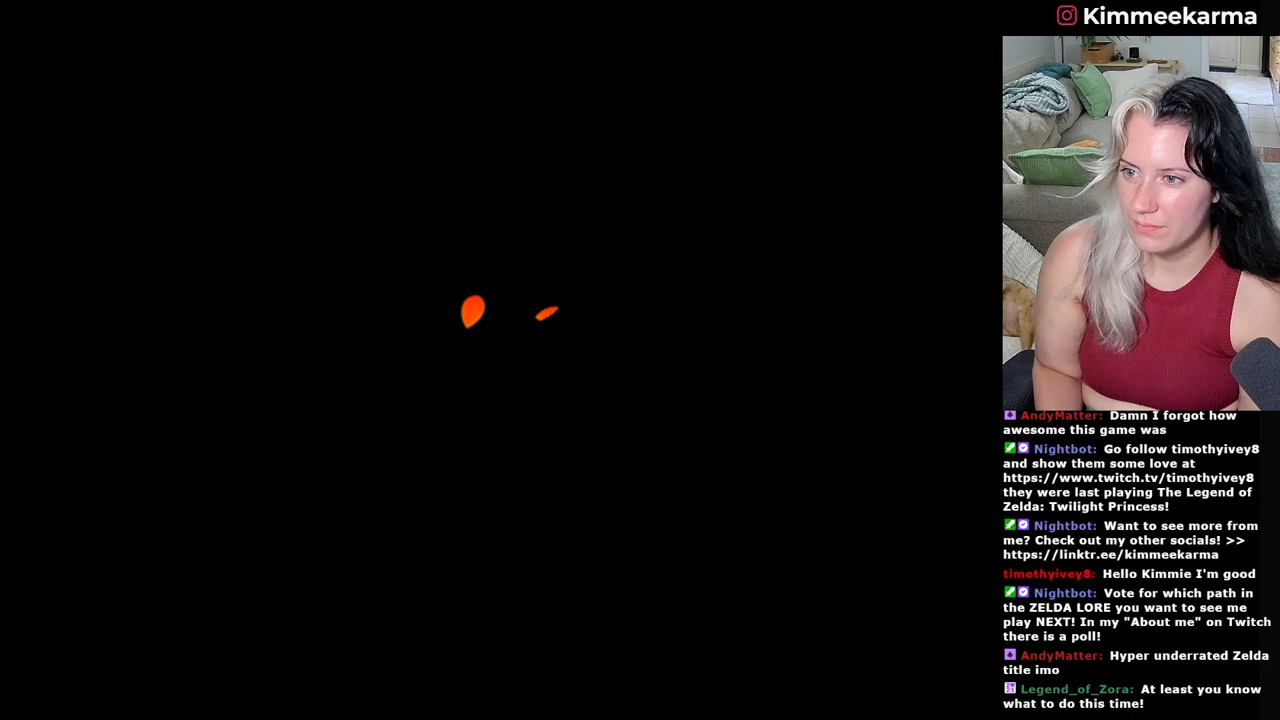 Kimmeekarma
AndyMatter: Damn I forgot how
awesome this game was
Nightbot: Go follow timothyivey8
and show them some love at
https://www.twitch.tv/timothyivey8
they were last playing The Legend of
Zelda: Twilight Princess!
Nightbot: Want to see more from
me? Check out my other socials! >>
https://linktr.ee/kimmeekarma
timothyivey8: Hello Kimmie I'm good
Nightbot: Vote for which path in
the ZELDA LORE you want to see me
play NEXT! In my "About me" on Twitch
there is a poll!
AndyMatter: Hyper underrated Zelda
title imo
Legend_of_Zora: At least you know
what to do this time!